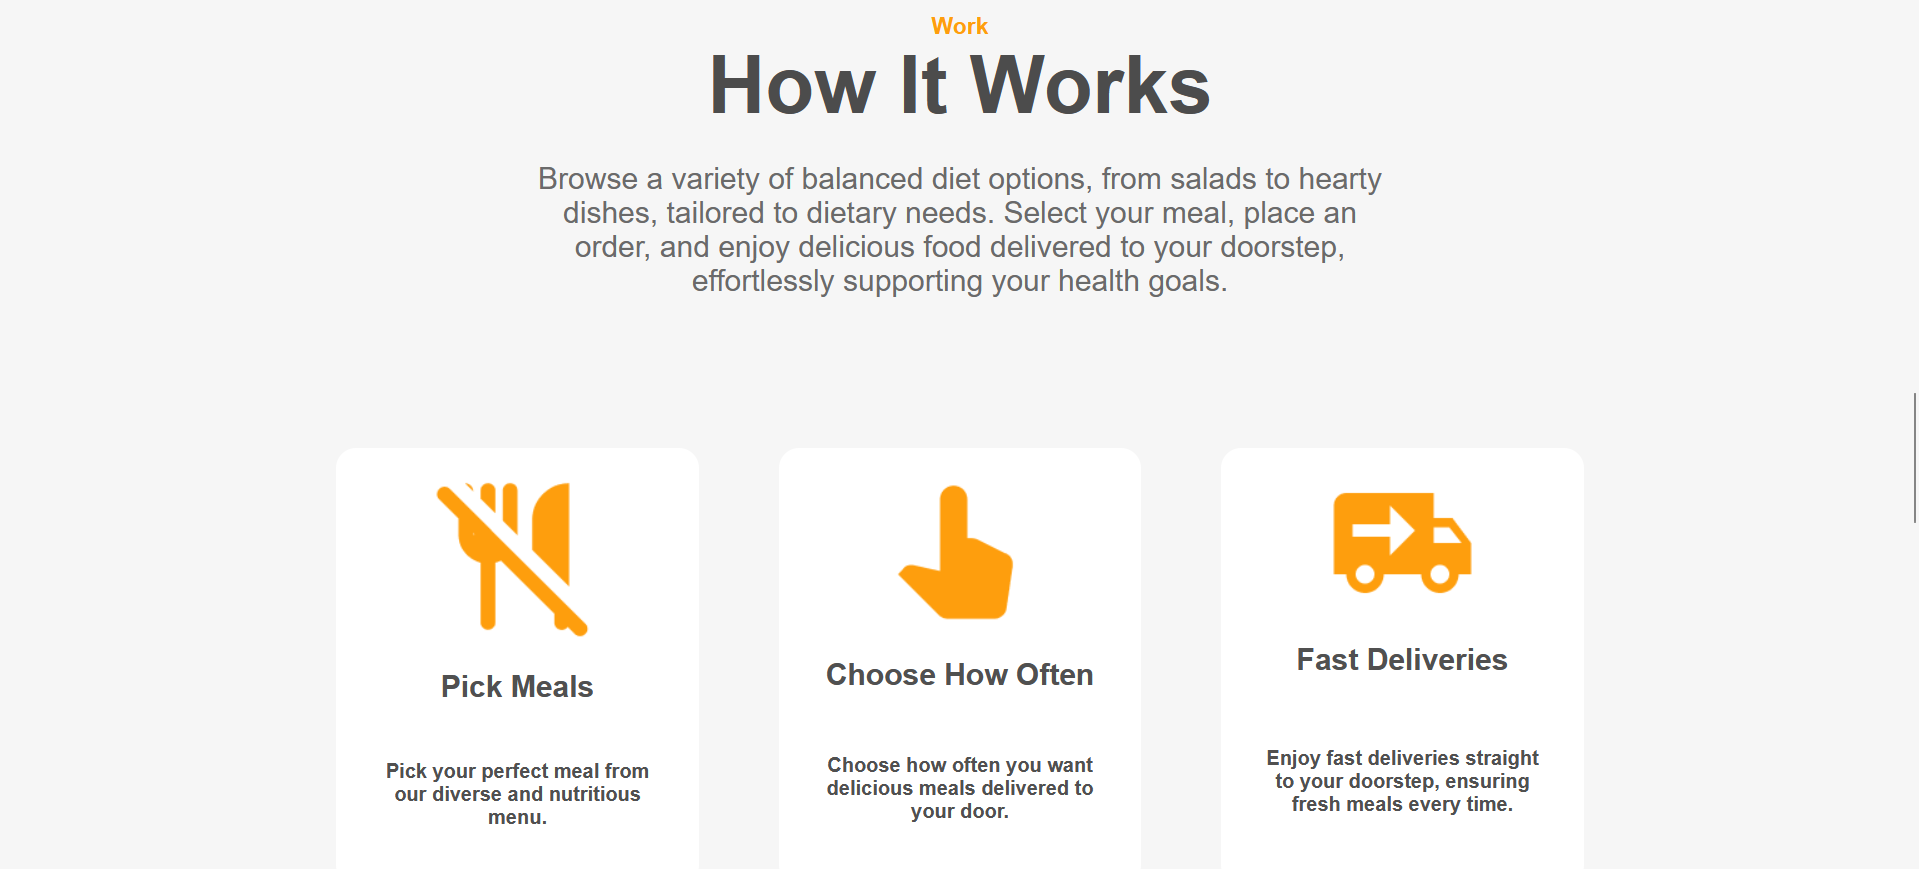 Work
How It Works
Browse a variety of balanced diet options, from salads to hearty
dishes, tailored to dietary needs. Select your meal, place an
order, and enjoy delicious food delivered to your doorstep,
effortlessly supporting your health goals.
Pick Meals
Pick your perfect meal from
our diverse and nutritious
menu.
Choose How Often
Choose how often you want
delicious meals delivered to
your door.
Fast Deliveries
Enjoy fast deliveries straight
to your doorstep, ensuring
fresh meals every time.